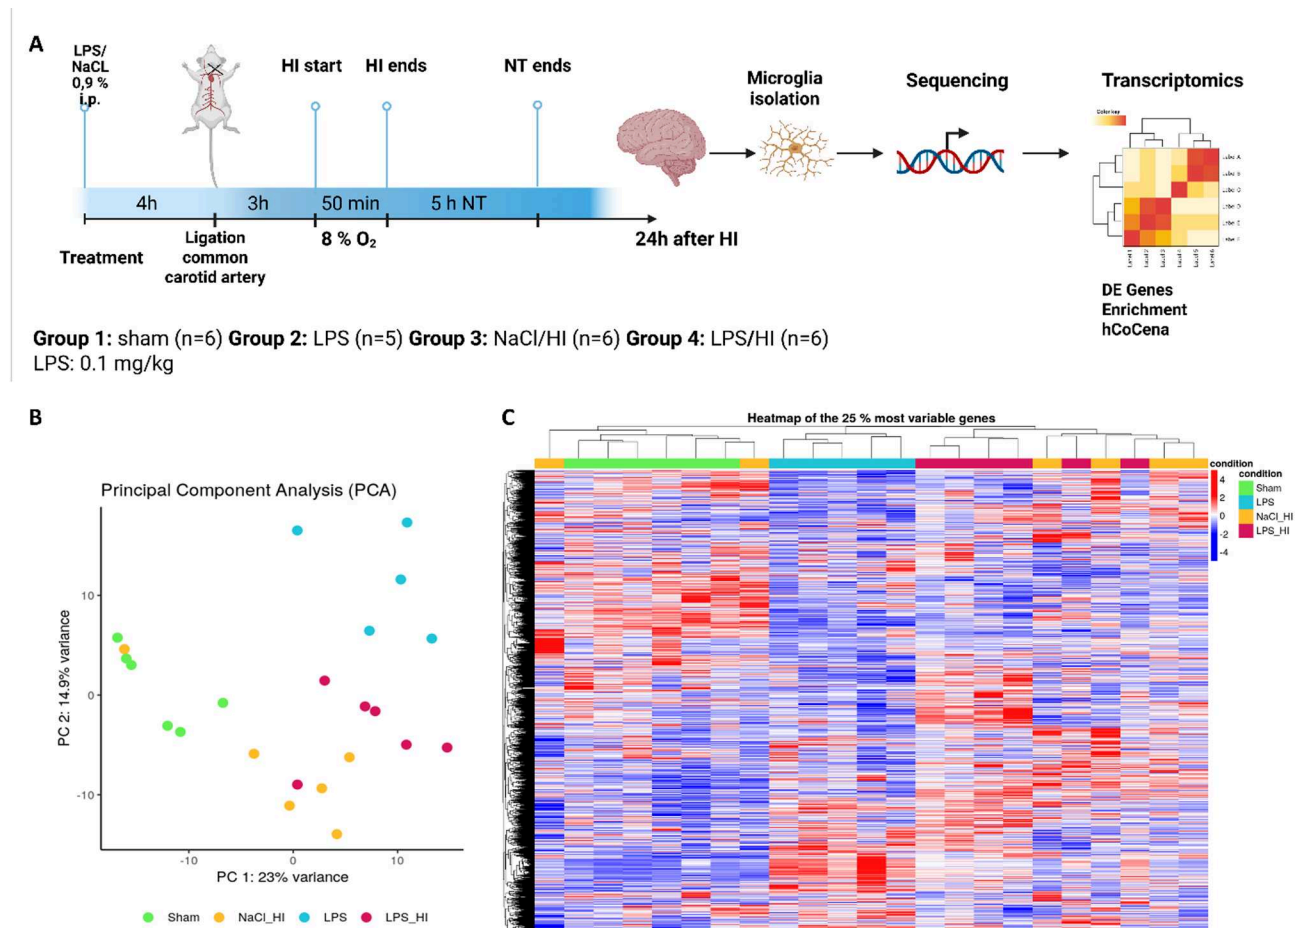 A
LPS/
NaCL
0,9 %
i.p.
HI start
HI ends
NT ends
Microglia
isolation
Sequencing
Transcriptomics
Color key
Label A
4h
3h
50 min
5 h NT
Treatment
Ligation
common
carotid artery
8 % O₂
24h after HI
DE Genes
Enrichment
hCoCena
Group 1: sham (n=6) Group 2: LPS (n=5) Group 3: NaCl/HI (n=6) Group 4: LPS/HI (n=6)
LPS: 0.1 mg/kg
B
Principal Component Analysis (PCA)
PC 2: 14.9% variance
10
0
-10
-10
0
10
PC 1: 23% variance
Sham
NaCl_HI
LPS
LPS_HI
C
Heatmap of the 25 % most variable genes
condition
4
2
0
-2
-4
condition
Sham
LPS
NaCl_HI
LPS_HI